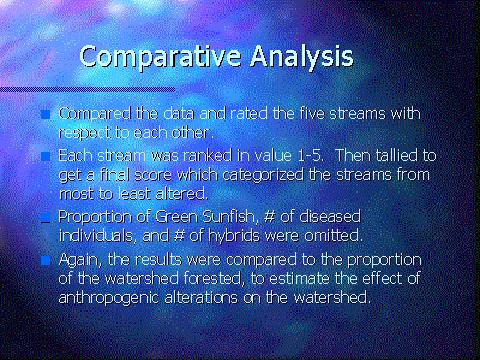 Comparative Analysis
Compared the data and rated the five streams with
respect to each other.
Each stream was ranked in value 1-5.  Then tallied to
get a final score which categorized the streams from
most to least altered.
Proportion of Green Sunfish, # of diseased
individuals, and # of hybrids were omitted.
Again, the results were compared to the proportion
of the watershed forested, to estimate the effect of
anthropogenic alterations on the watershed.